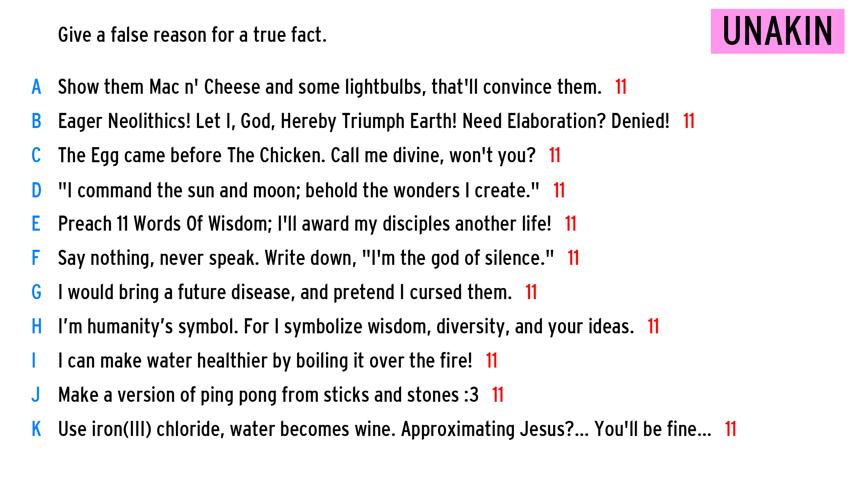 Give a false reason for a true fact.
UNAKIN
A Show them Mac n' Cheese and some lightbulbs, that'll convince them. 11
B Eager Neolithics! Let I, God, Hereby Triumph Earth! Need Elaboration? Denied! 11
C The Egg came before The Chicken. Call me divine, won't you? 11
D "I command the sun and moon; behold the wonders I create." 11
E Preach 11 Words Of Wisdom; I'll award my disciples another life! 11
F Say nothing, never speak. Write down, "I'm the god of silence." 11
G I would bring a future disease, and pretend I cursed them. 11
H I’m humanity’s symbol. For I symbolize wisdom, diversity, and your ideas. 11
I I can make water healthier by boiling it over the fire! 11
J Make a version of ping pong from sticks and stones :3 11
K Use iron(III) chloride, water becomes wine. Approximating Jesus?... You'll be fine... 11